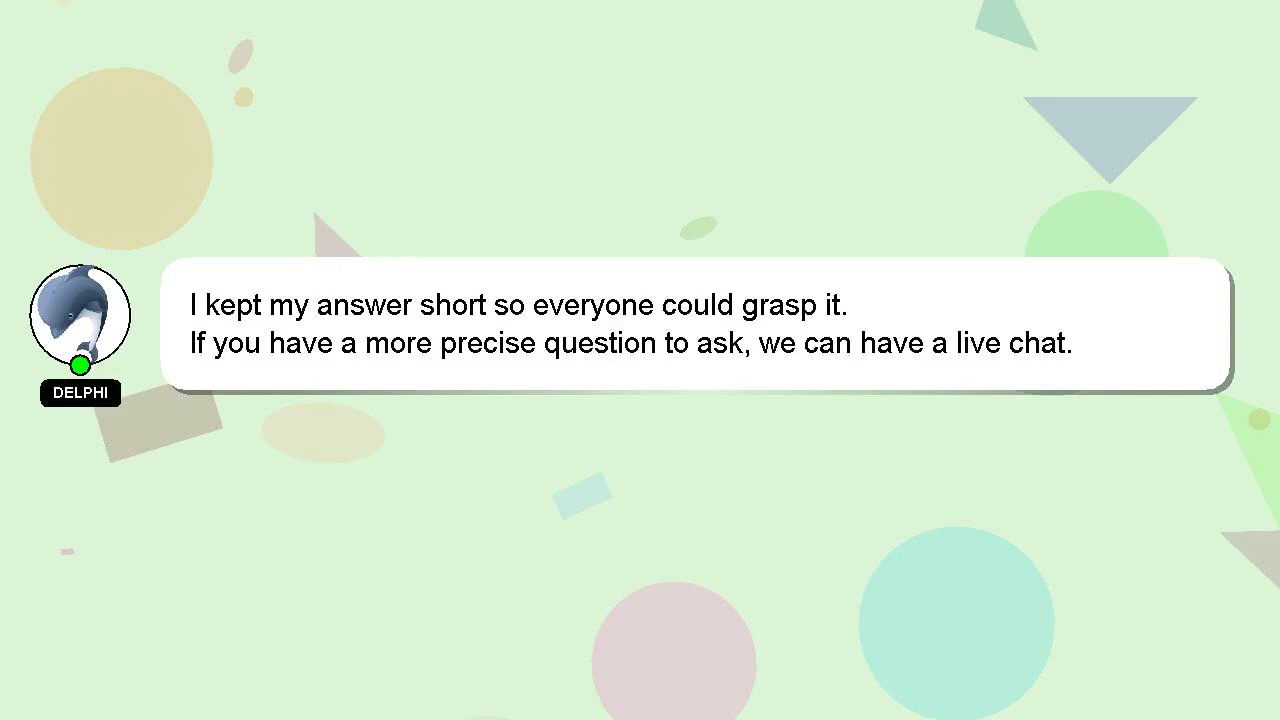 I kept my answer short so everyone could grasp it.
If you have a more precise question to ask, we can have a live chat.
DELPHI